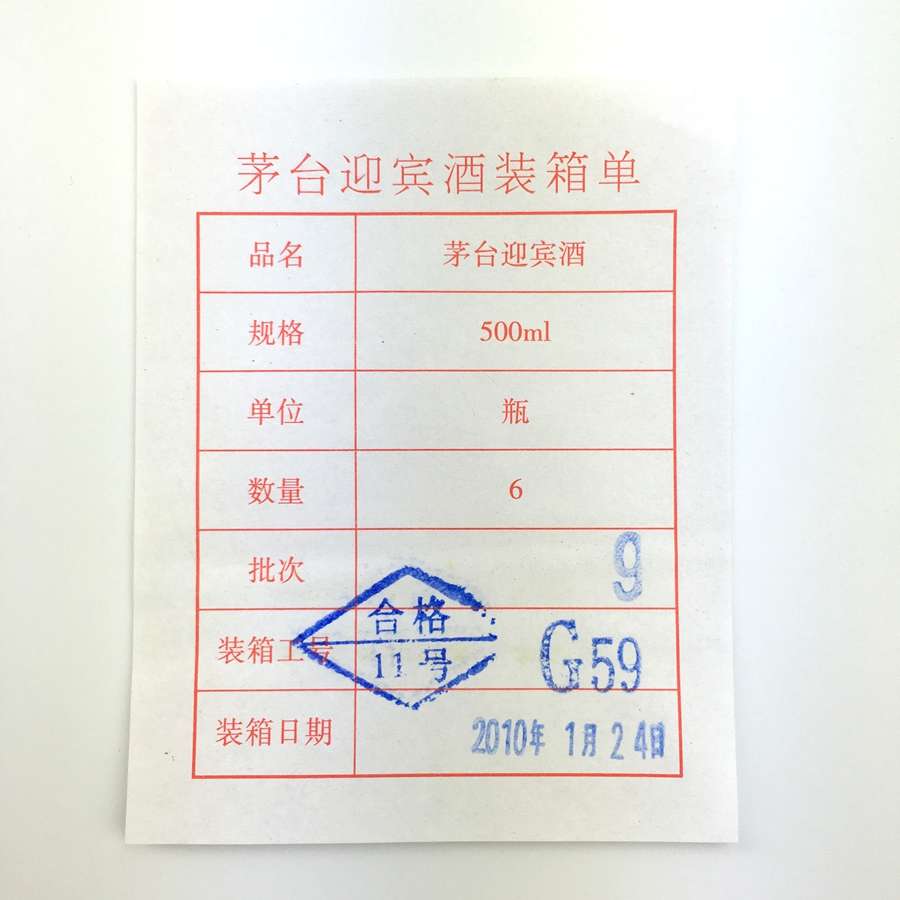 茅台迎宾酒装箱单
品名 茅台迎宾酒
规格 500ml
单位 瓶
数量 6
批次 9
合格
装箱工号 G59
11号
装箱日期 2010年1月24日